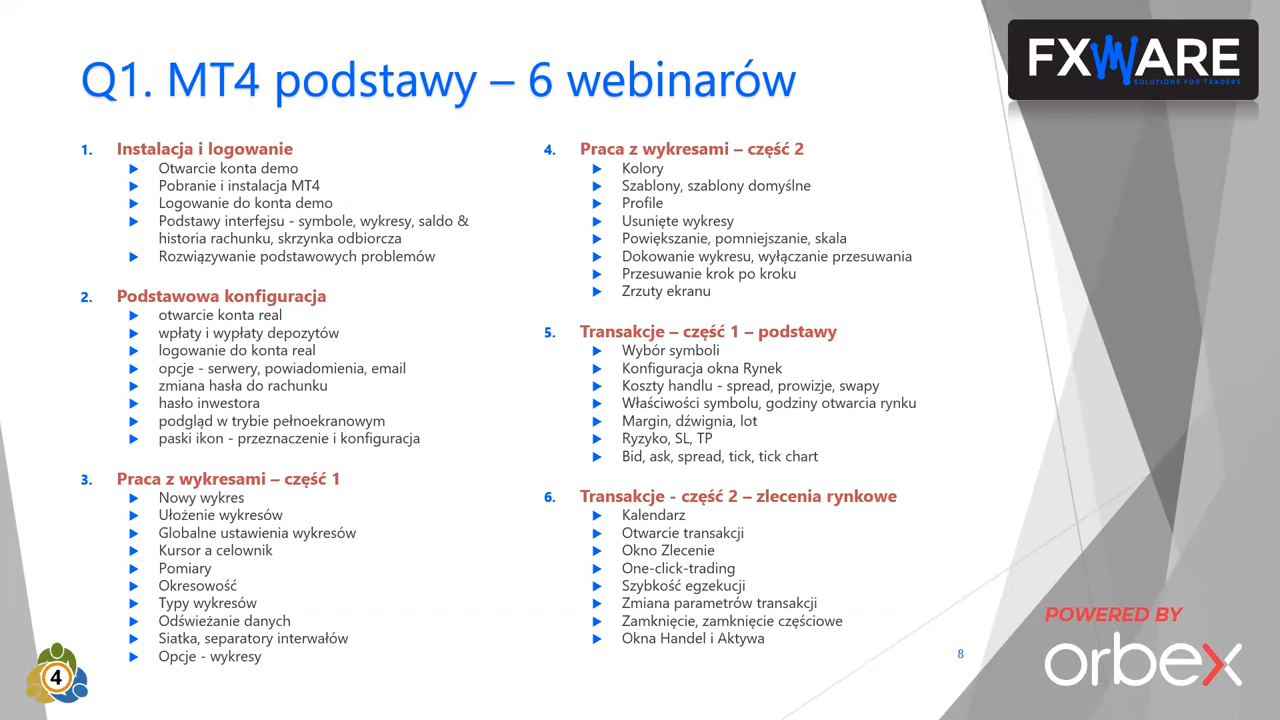 Q1. MT4 podstawy – 6 webinarów
FXWARE
SOLUTIONS FOR TRADERS
1. Instalacja i logowanie
Otwarcie konta demo
Pobranie i instalacja MT4
Logowanie do konta demo
Podstawy interfejsu - symbole, wykresy, saldo &
historia rachunku, skrzynka odbiorcza
Rozwiązywanie podstawowych problemów
2. Podstawowa konfiguracja
otwarcie konta real
wpłaty i wypłaty depozytów
logowanie do konta real
opcje - serwery, powiadomienia, email
zmiana hasła do rachunku
hasło inwestora
podgląd w trybie pełnoekranowym
paski ikon - przeznaczenie i konfiguracja
3. Praca z wykresami – część 1
Nowy wykres
Ułożenie wykresów
Globalne ustawienia wykresów
Kursor a celownik
Pomiary
Okresowość
Typy wykresów
Odświeżanie danych
Siatka, separatory interwałów
Opcje - wykresy
4. Praca z wykresami – część 2
Kolory
Szablony, szablony domyślne
Profile
Usunięte wykresy
Powiększanie, pomniejszanie, skala
Dokowanie wykresu, wyłączanie przesuwania
Przesuwanie krok po kroku
Zrzuty ekranu
5. Transakcje – część 1 – podstawy
Wybór symboli
Konfiguracja okna Rynek
Koszty handlu - spread, prowizje, swapy
Właściwości symbolu, godziny otwarcia rynku
Margin, dźwignia, lot
Ryzyko, SL, TP
Bid, ask, spread, tick, tick chart
6. Transakcje - część 2 – zlecenia rynkowe
Kalendarz
Otwarcie transakcji
Okno Zlecenie
One-click-trading
Szybkość egzekucji
Zmiana parametrów transakcji
Zamknięcie, zamknięcie częściowe
Okna Handel i Aktywa
8
4
POWERED BY
orbex